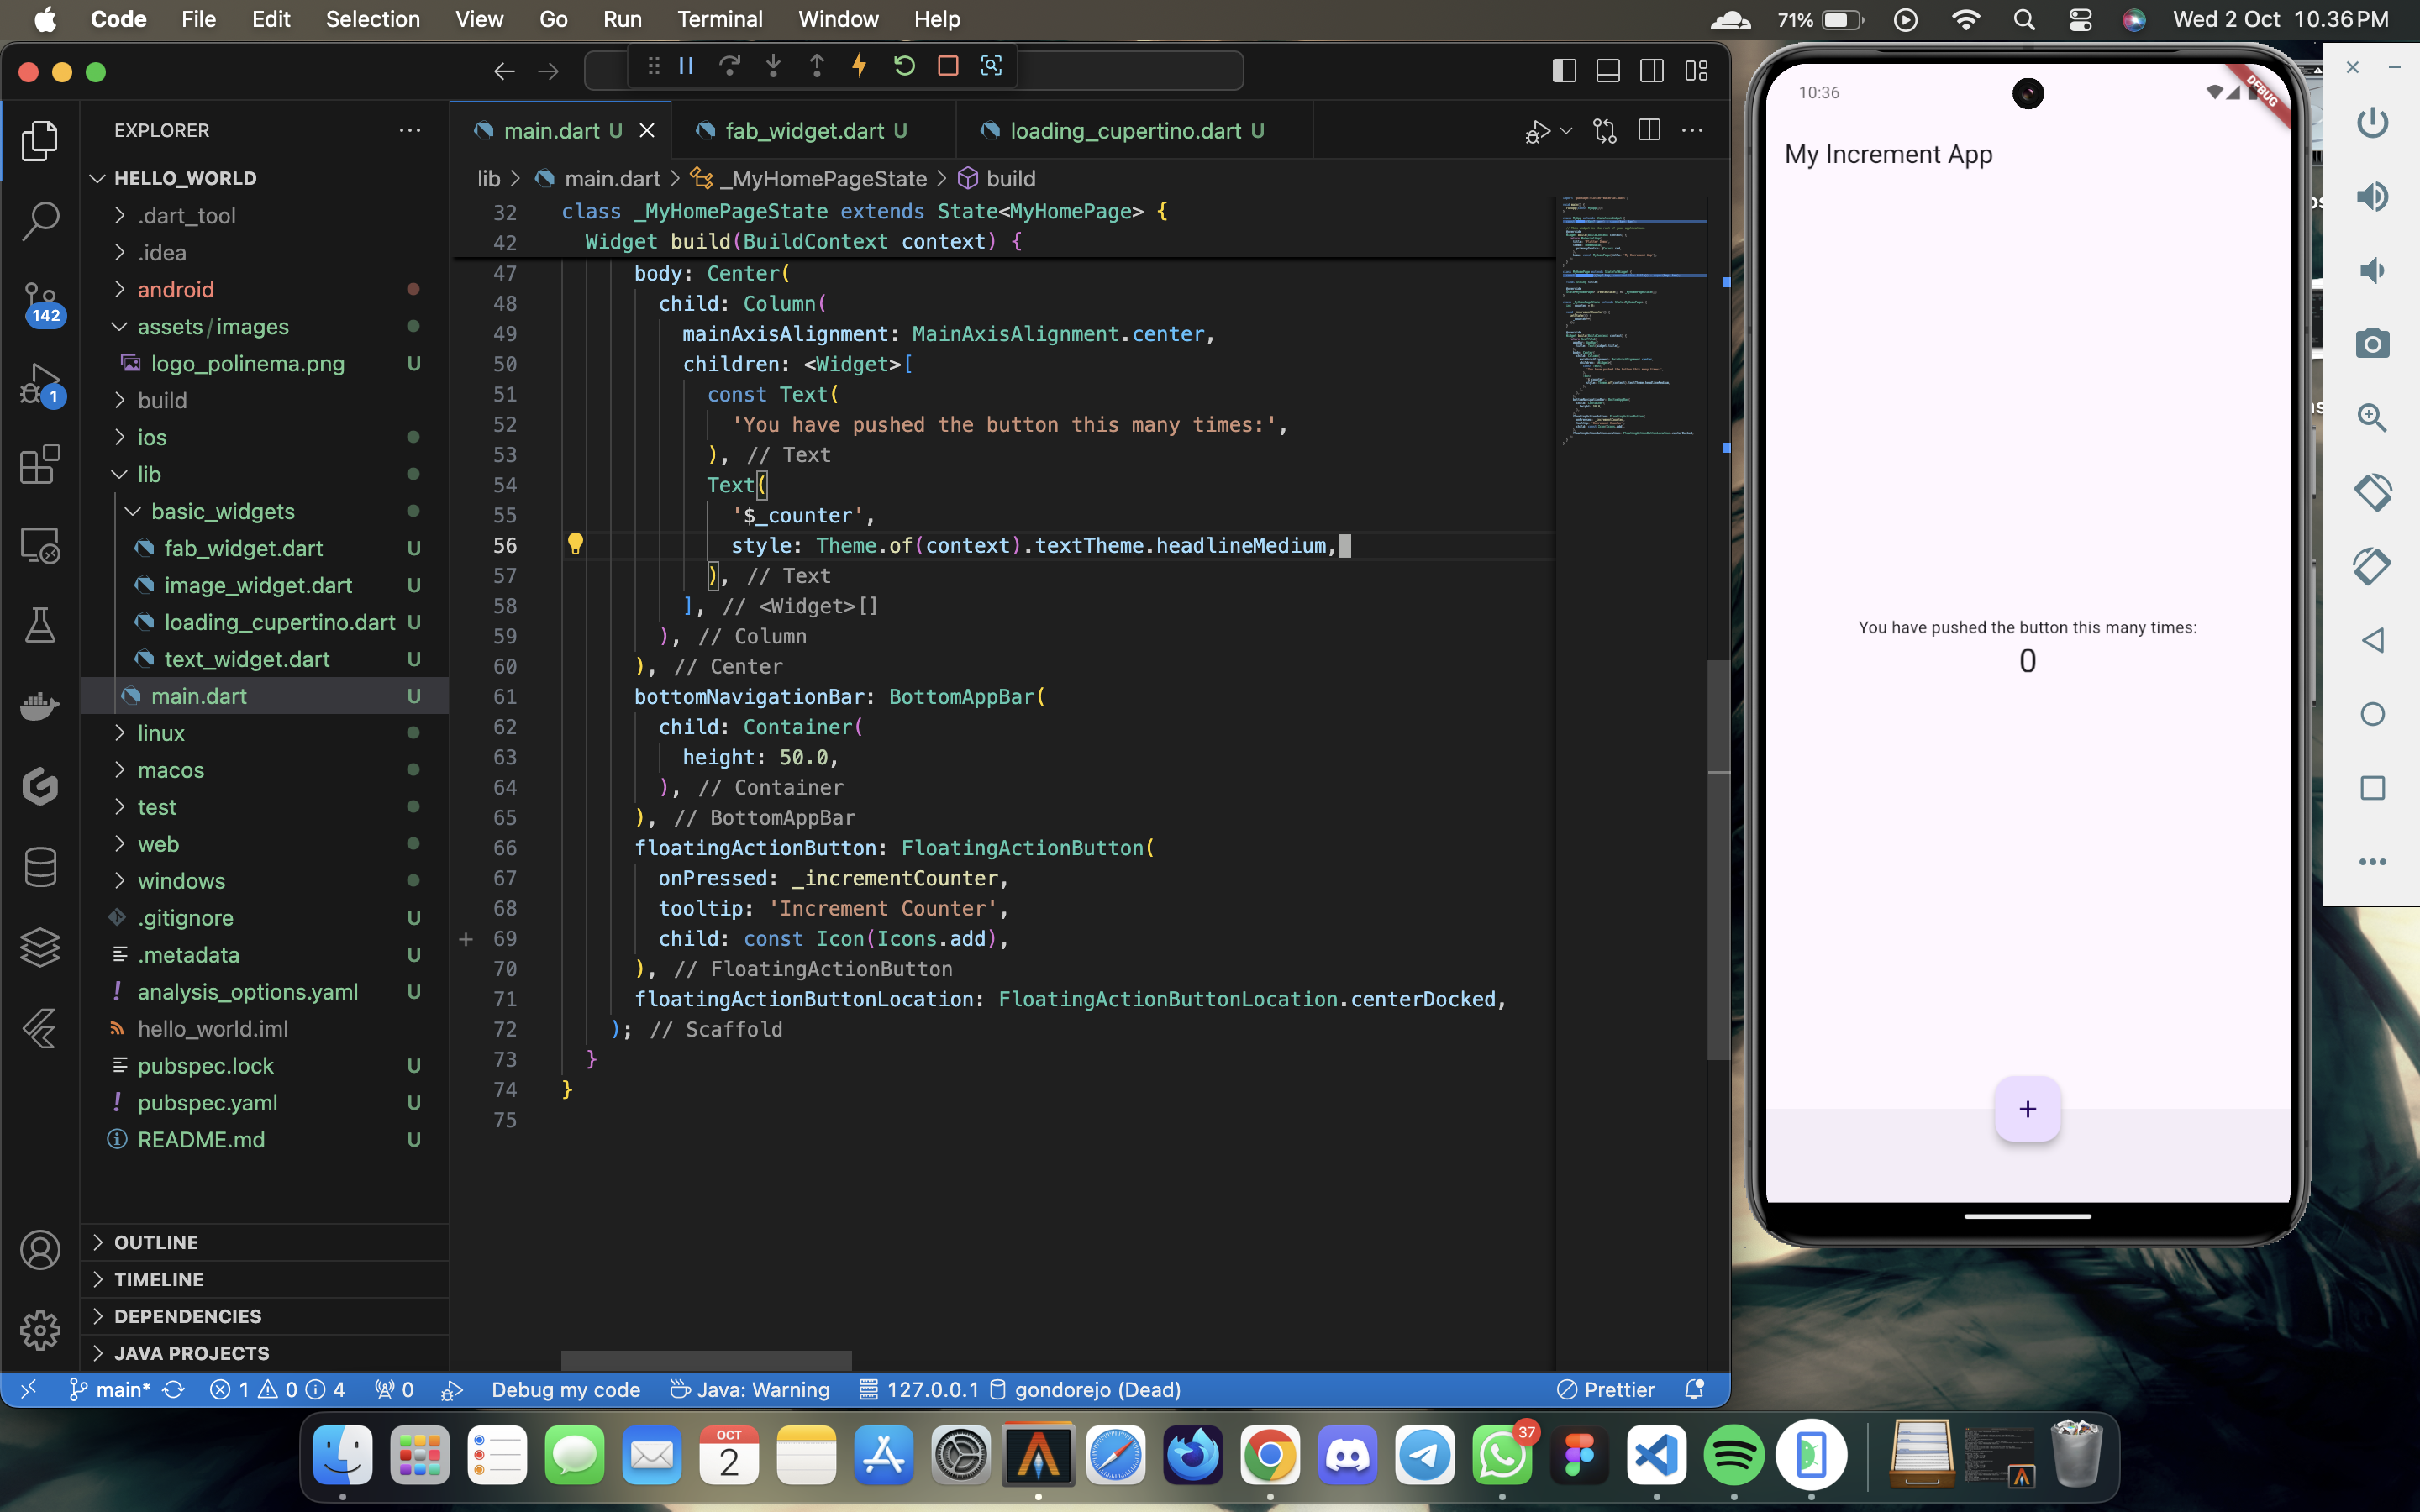 Code File Edit Selection View Go Run Terminal Window Help 71% Wed 2 Oct 10.36 PM
EXPLORER
HELLO_WORLD
.dart_tool
.idea
android
assets/images
logo_polinema.png U
build
ios
lib
basic_widgets
fab_widget.dart U
image_widget.dart U
loading_cupertino.dart U
text_widget.dart U
main.dart U
linux
macos
test
web
windows
.gitignore U
.metadata U
analysis_options.yaml U
hello_world.iml
pubspec.lock U
pubspec.yaml U
README.md U
OUTLINE
TIMELINE
DEPENDENCIES
JAVA PROJECTS
142
1
main.dart U fab_widget.dart U loading_cupertino.dart U
lib > main.dart > _MyHomePageState > build
32 class _MyHomePageState extends State<MyHomePage> {
42 Widget build(BuildContext context) {
47 body: Center(
48 child: Column(
49 mainAxisAlignment: MainAxisAlignment.center,
50 children: <Widget>[
51 const Text(
52 'You have pushed the button this many times:',
53 ), // Text
54 Text(
55 '$_counter',
56 style: Theme.of(context).textTheme.headlineMedium,
57 ), // Text
58 ], // <Widget>[]
59 ), // Column
60 ), // Center
61 bottomNavigationBar: BottomAppBar(
62 child: Container(
63 height: 50.0,
64 ), // Container
65 ), // BottomAppBar
66 floatingActionButton: FloatingActionButton(
67 onPressed: _incrementCounter,
68 tooltip: 'Increment Counter',
69 child: const Icon(Icons.add),
70 ), // FloatingActionButton
71 floatingActionButtonLocation: FloatingActionButtonLocation.centerDocked,
72 ); // Scaffold
73 }
74 }
75
main* 1 0 4 0 Debug my code Java: Warning 127.0.0.1 gondorejo (Dead) Prettier
10:36
DEBUG
My Increment App
You have pushed the button this many times:
0
+
OCT
2
37